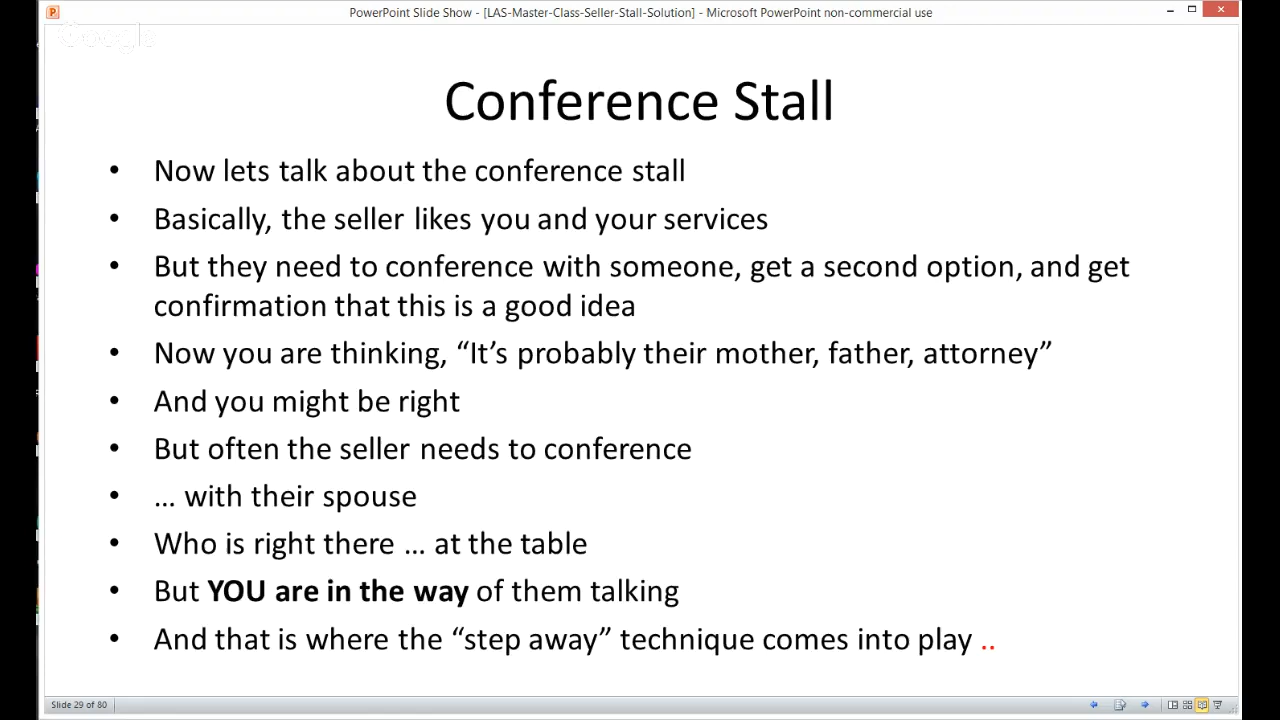 PowerPoint Slide Show - [LAS-Master-Class-Seller-Stall-Solution] - Microsoft PowerPoint non-commercial use
Google
Conference Stall
• Now lets talk about the conference stall
• Basically, the seller likes you and your services
• But they need to conference with someone, get a second option, and get
confirmation that this is a good idea
• Now you are thinking, “It’s probably their mother, father, attorney”
• And you might be right
• But often the seller needs to conference
• … with their spouse
• Who is right there … at the table
• But YOU are in the way of them talking
• And that is where the “step away” technique comes into play ..
Slide 29 of 80